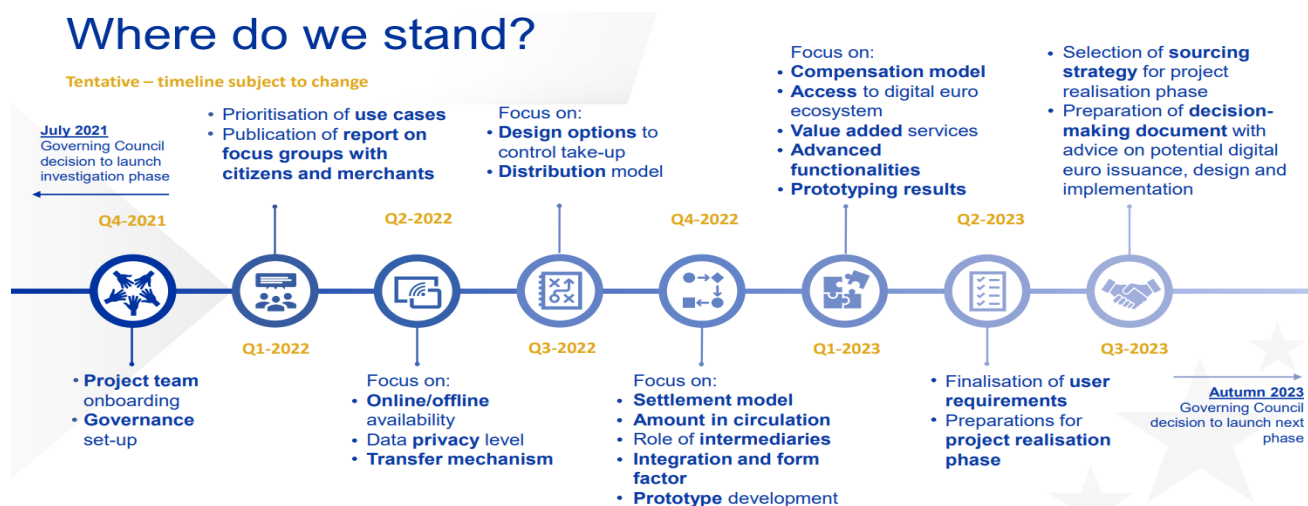 Where do we stand?
Tentative – timeline subject to change
July 2021
Governing Council
decision to launch
investigation phase
Q4-2021
• Project team
onboarding
• Governance
set-up
• Prioritisation of use cases
• Publication of report on
focus groups with
citizens and merchants
Q1-2022
Q2-2022
Focus on:
• Online/offline
availability
• Data privacy level
• Transfer mechanism
Focus on:
• Design options to
control take-up
• Distribution model
Q3-2022
Q4-2022
Focus on:
• Settlement model
• Amount in circulation
• Role of intermediaries
• Integration and form
factor
• Prototype development
Focus on:
• Compensation model
• Access to digital euro
ecosystem
• Value added services
• Advanced
functionalities
• Prototyping results
Q1-2023
Q2-2023
• Finalisation of user
requirements
• Preparations for
project realisation
phase
• Selection of sourcing
strategy for project
realisation phase
• Preparation of decision-
making document with
advice on potential digital
euro issuance, design and
implementation
Q3-2023
Autumn 2023
Governing Council
decision to launch next
phase